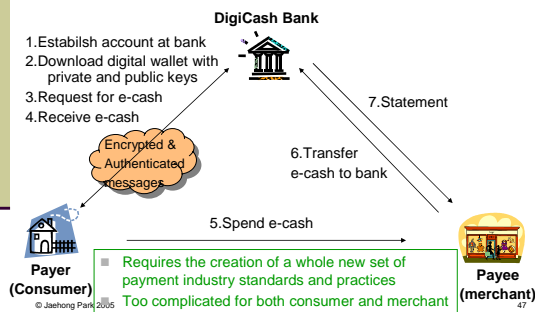 DigiCash Bank
1.Estabilsh account at bank
2.Download digital wallet with
private and public keys
3.Request for e-cash
4.Receive e-cash
7.Statement
Encrypted &
Authenticated
messages
6.Transfer
e-cash to bank
5.Spend e-cash
Payer
(Consumer)
Requires the creation of a whole new set of
payment industry standards and practices
Too complicated for both consumer and merchant
Payee
(merchant)
© Jaehong Park 2005
47